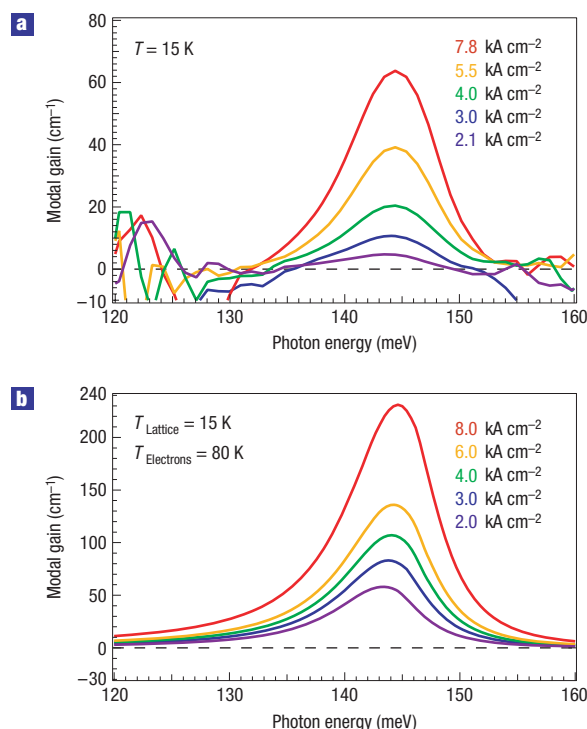 a
80
60
40
20
0
−10
Modal gain (cm⁻¹)
T = 15 K
7.8 kA cm⁻²
5.5 kA cm⁻²
4.0 kA cm⁻²
3.0 kA cm⁻²
2.1 kA cm⁻²
120 130 140 150 160
Photon energy (meV)
b
240
200
150
100
50
0
−30
Modal gain (cm⁻¹)
T Lattice = 15 K
T Electrons = 80 K
8.0 kA cm⁻²
6.0 kA cm⁻²
4.0 kA cm⁻²
3.0 kA cm⁻²
2.0 kA cm⁻²
120 130 140 150 160
Photon energy (meV)